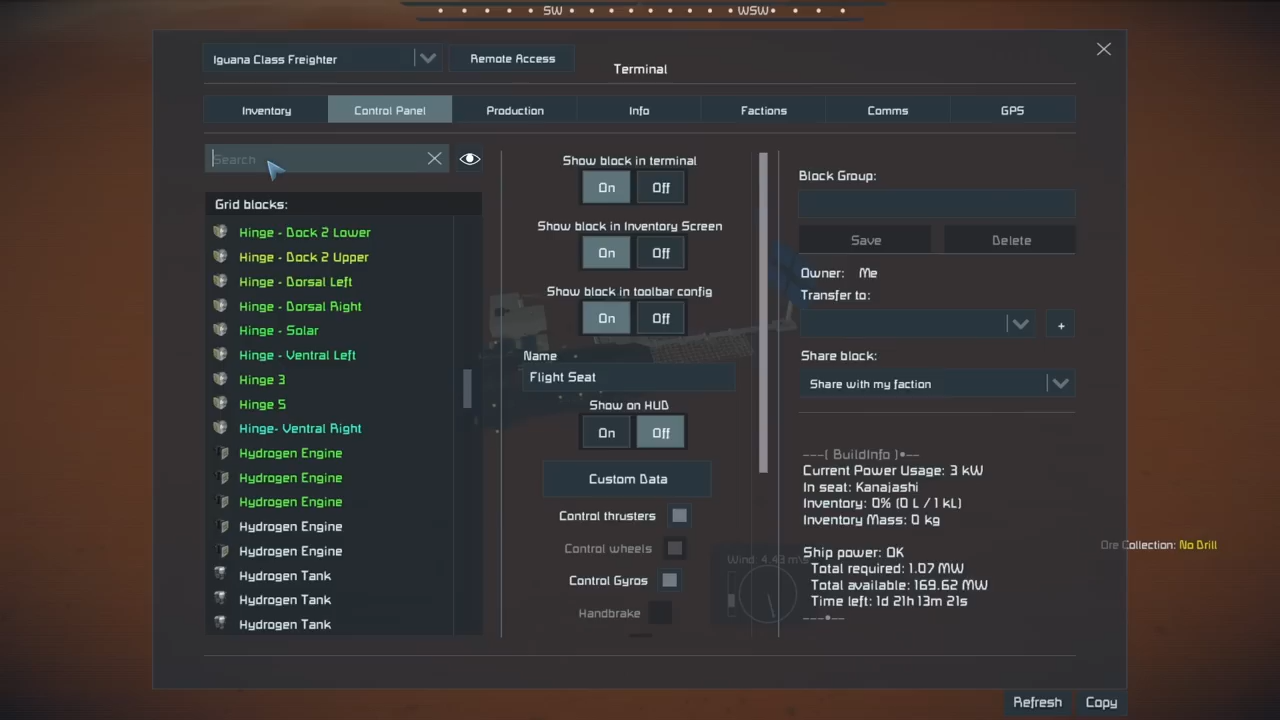 SW
WSW
Iguana Class Freighter
Remote Access
Terminal
Inventory
Control Panel
Production
Info
Factions
Comms
GPS
Search
Grid blocks:
Hinge - Dock 2 Lower
Hinge - Dock 2 Upper
Hinge - Dorsal Left
Hinge - Dorsal Right
Hinge - Solar
Hinge - Ventral Left
Hinge 3
Hinge 5
Hinge- Ventral Right
Hydrogen Engine
Hydrogen Engine
Hydrogen Engine
Hydrogen Engine
Hydrogen Engine
Hydrogen Tank
Hydrogen Tank
Hydrogen Tank
Show block in terminal
On Off
Show block in Inventory Screen
On Off
Show block in toolbar config
On Off
Name
Flight Seat
Show on HUD
On Off
Custom Data
Control thrusters
Control wheels
Control Gyros
Handbrake
Wind: 4.43 m/s
Block Group:
Save
Delete
Owner: Me
Transfer to:
+
Share block:
Share with my faction
---( BuildInfo )•--
Current Power Usage: 3 kW
In seat: Kanajashi
Inventory: 0% (0 L / 1 kL)
Inventory Mass: 0 kg
Ship power: OK
Total required: 1.07 MW
Total available: 169.62 MW
Time left: 1d 21h 13m 21s
---•--
Ore Collection: No Drill
Refresh
Copy